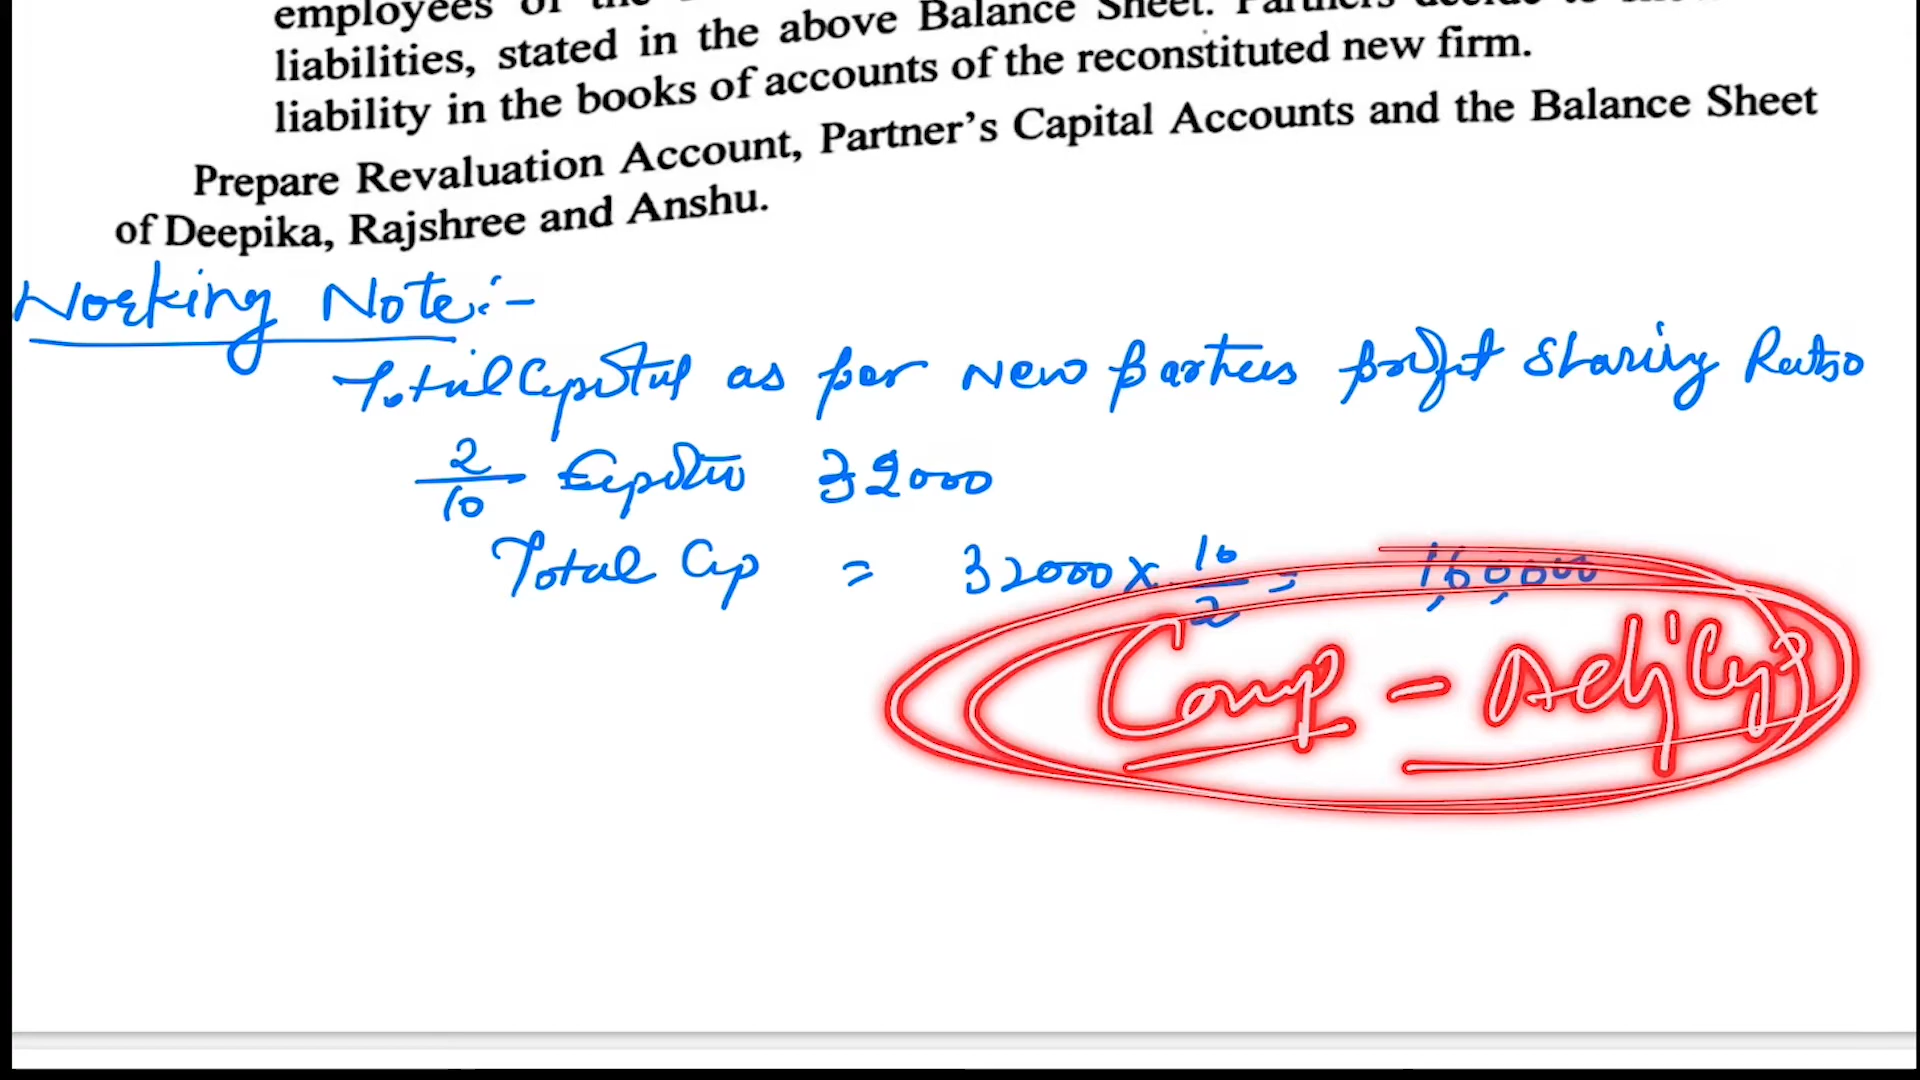 employees of the
liabilities, stated in the above Balance Sheet. Partners decide to
liability in the books of accounts of the reconstituted new firm.
Prepare Revaluation Account, Partner's Capital Accounts and the Balance Sheet
of Deepika, Rajshree and Anshu.
Working Note:-
Total Capital as per New Partners profit Sharing Ratio
2/10 32000
Total Cap = 32000 × 10/2 = 160,000
Comp - Adj Cap